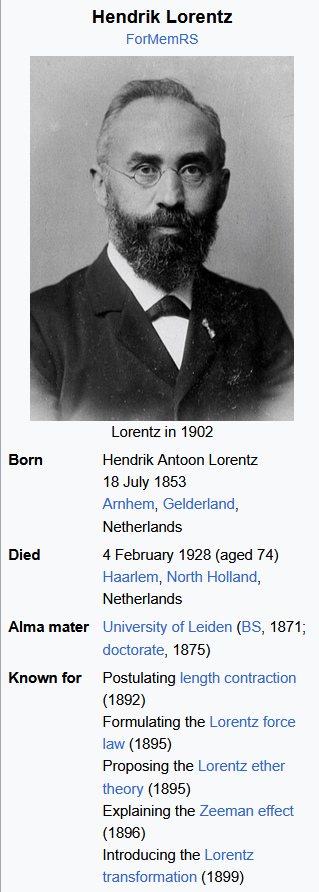 Hendrik Lorentz
ForMemRS
Lorentz in 1902
Born Hendrik Antoon Lorentz
18 July 1853
Arnhem, Gelderland,
Netherlands
Died 4 February 1928 (aged 74)
Haarlem, North Holland,
Netherlands
Alma mater University of Leiden (BS, 1871;
doctorate, 1875)
Known for Postulating length contraction
(1892)
Formulating the Lorentz force
law (1895)
Proposing the Lorentz ether
theory (1895)
Explaining the Zeeman effect
(1896)
Introducing the Lorentz
transformation (1899)